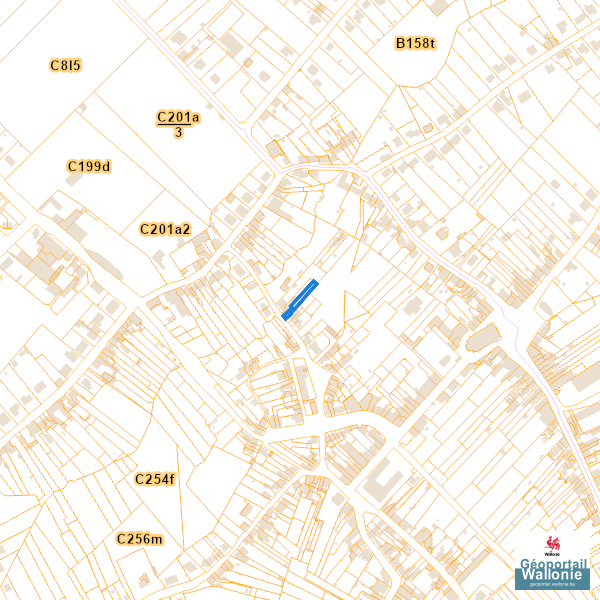 B158t
C8l5
C201a
3
C199d
C201a2
C254f
C256m
Wallonie
Géoportail
Wallonie
geoportail.wallonie.be